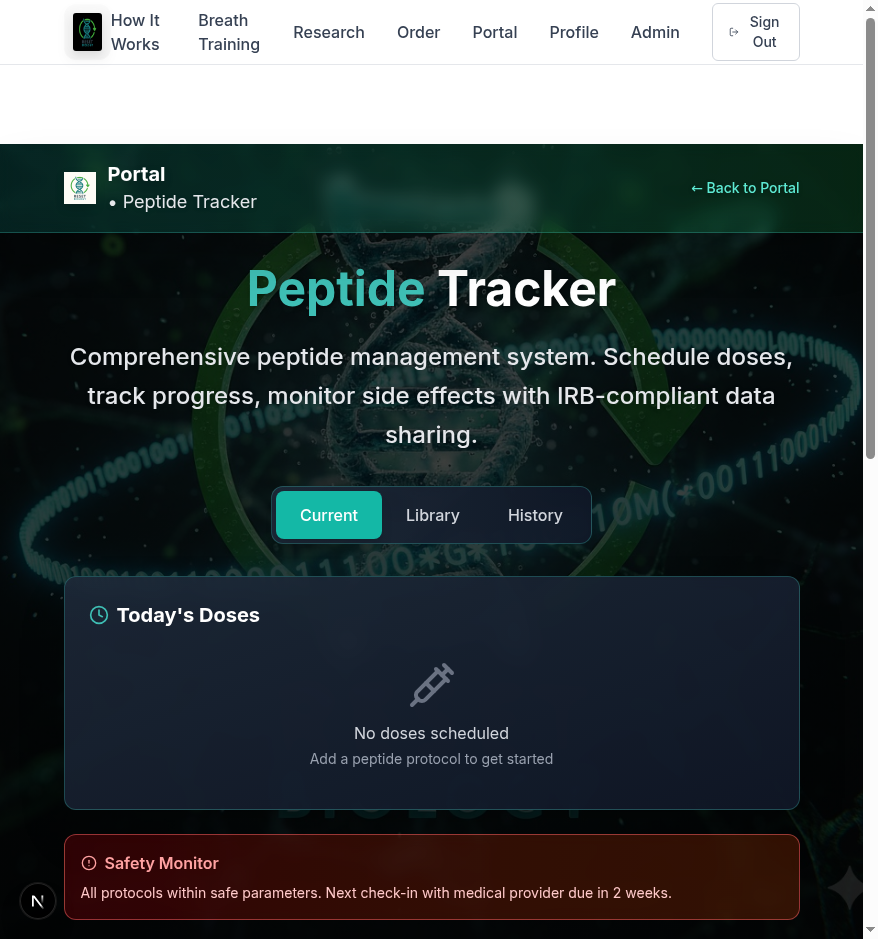 How It
Works
Breath
Training
Research
Order
Portal
Profile
Admin
Sign
Out
Portal
• Peptide Tracker
← Back to Portal
Peptide Tracker
Comprehensive peptide management system. Schedule doses,
track progress, monitor side effects with IRB-compliant data
sharing.
Current
Library
History
Today's Doses
No doses scheduled
Add a peptide protocol to get started
BIOLOGY
Safety Monitor
All protocols within safe parameters. Next check-in with medical provider due in 2 weeks.
N